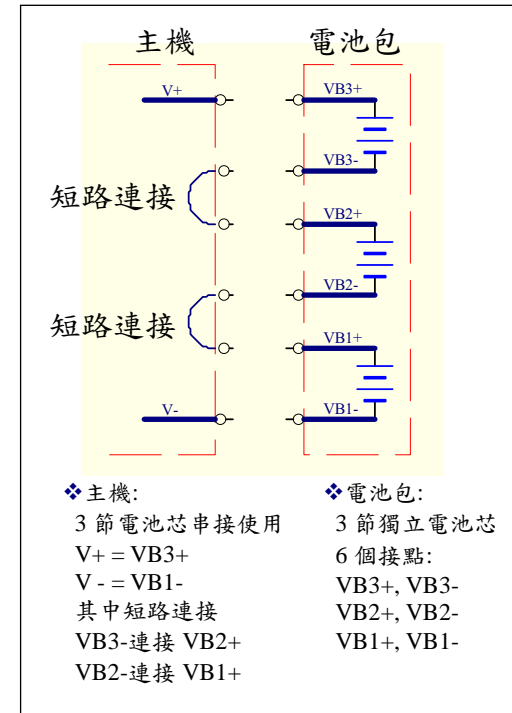 主機 電池包
V+ VB3+
VB3-
短路連接
VB2+
VB2-
短路連接
VB1+
V- VB1-
❖主機:
3 節電池芯串接使用
V+ = VB3+
V - = VB1-
其中短路連接
VB3-連接 VB2+
VB2-連接 VB1+
❖電池包:
3 節獨立電池芯
6 個接點:
VB3+, VB3-
VB2+, VB2-
VB1+, VB1-